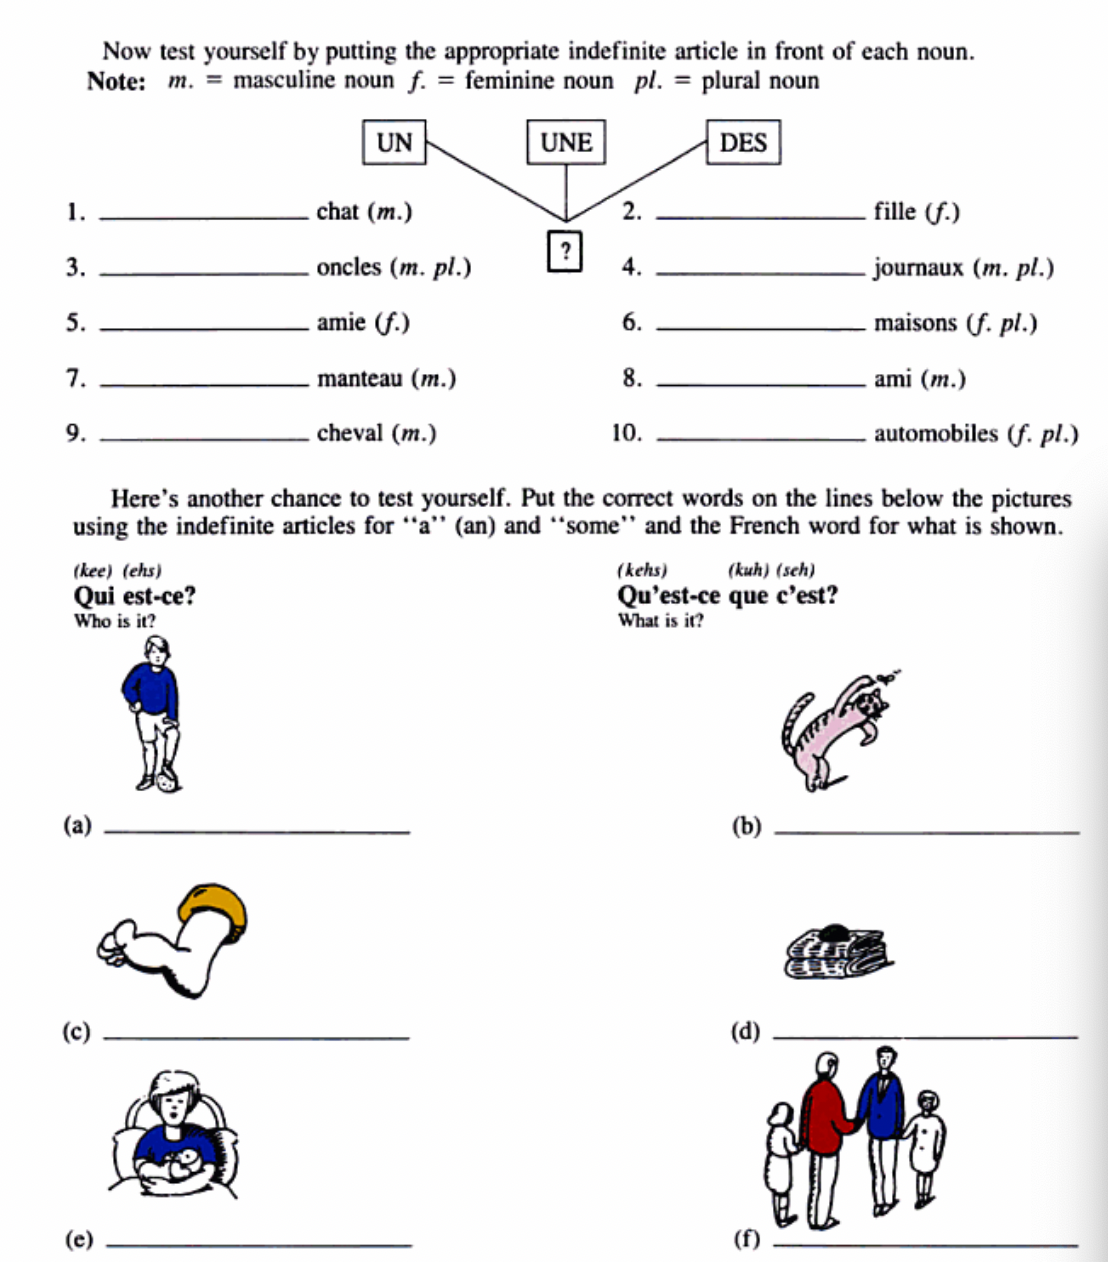 Now test yourself by putting the appropriate indefinite article in front of each noun.
Note: m. = masculine noun f. = feminine noun pl. = plural noun
UN UNE DES
1. ____________ chat (m.) 2. ____________ fille (f.)
?
3. ____________ oncles (m. pl.) 4. ____________ journaux (m. pl.)
5. ____________ amie (f.) 6. ____________ maisons (f. pl.)
7. ____________ manteau (m.) 8. ____________ ami (m.)
9. ____________ cheval (m.) 10. ____________ automobiles (f. pl.)
Here's another chance to test yourself. Put the correct words on the lines below the pictures
using the indefinite articles for "a" (an) and "some" and the French word for what is shown.
(kee) (ehs) (kehs) (kuh) (seh)
Qui est-ce? Qu'est-ce que c'est?
Who is it? What is it?
(a) ____________ (b) ____________
(c) ____________ (d) ____________
(e) ____________ (f) ____________